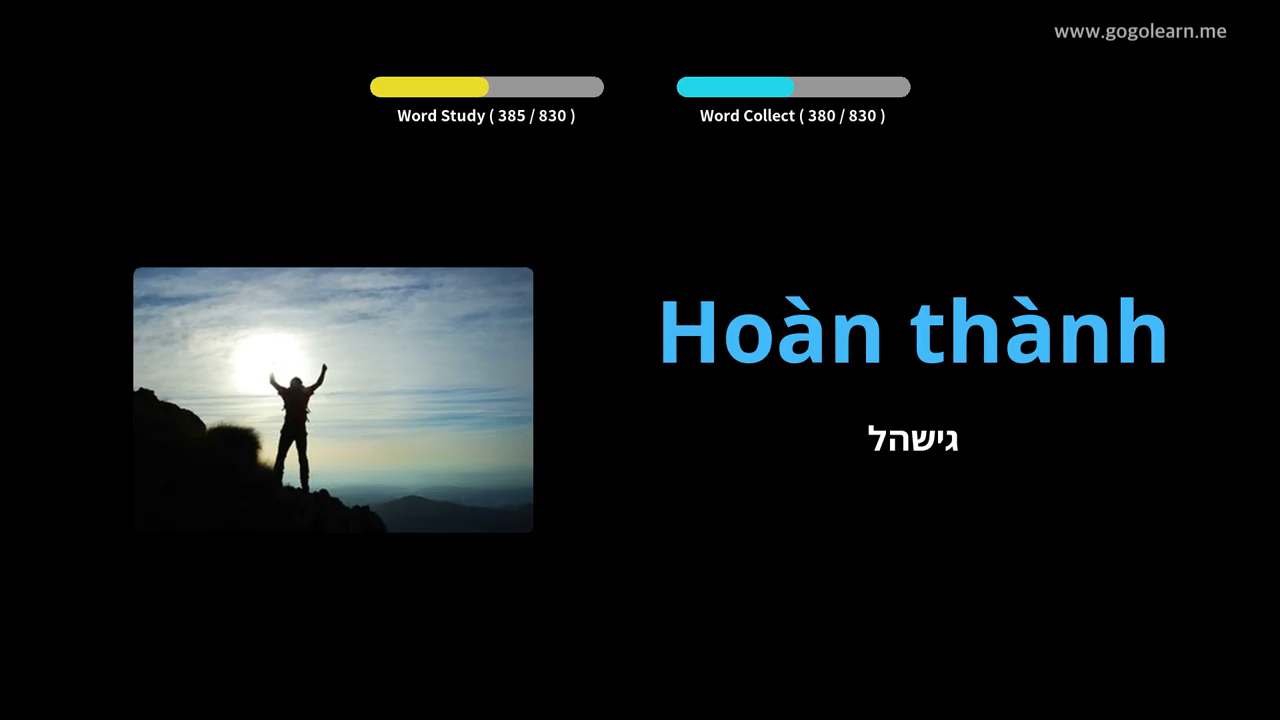 www.gogolearn.me
Word Study ( 385 / 830 )
Word Collect ( 380 / 830 )
Hoàn thành
גישהל